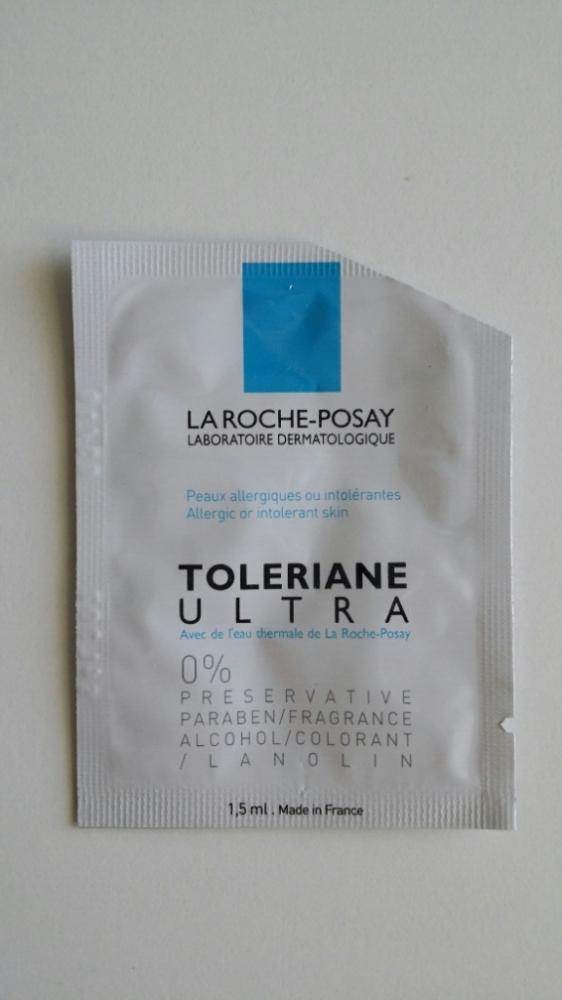 LA ROCHE-POSAY
LABORATOIRE DERMATOLOGIQUE
Peaux allergiques ou intolérantes
Allergic or intolerant skin
TOLERIANE
ULTRA
Avec de l'eau thermale de La Roche-Posay
0%
PRESERVATIVE
PARABEN/FRAGRANCE
ALCOHOL/COLORANT
/LANOLIN
1,5 ml . Made in France